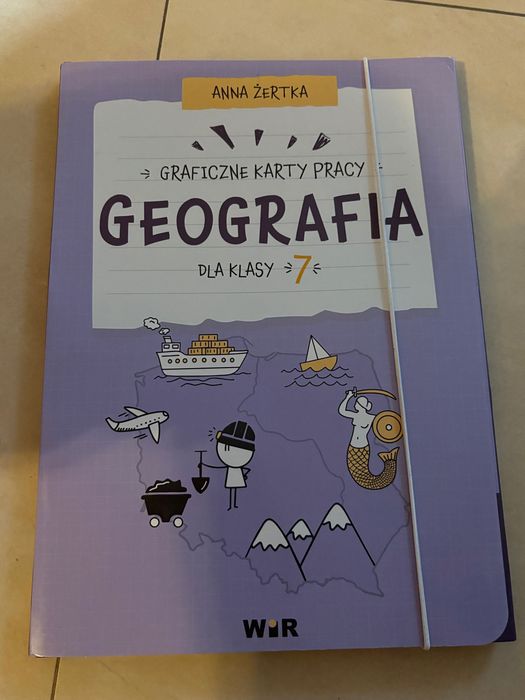 ANNA ŻERTKA
GRAFICZNE KARTY PRACY
GEOGRAFIA
DLA KLASY 7
WiR